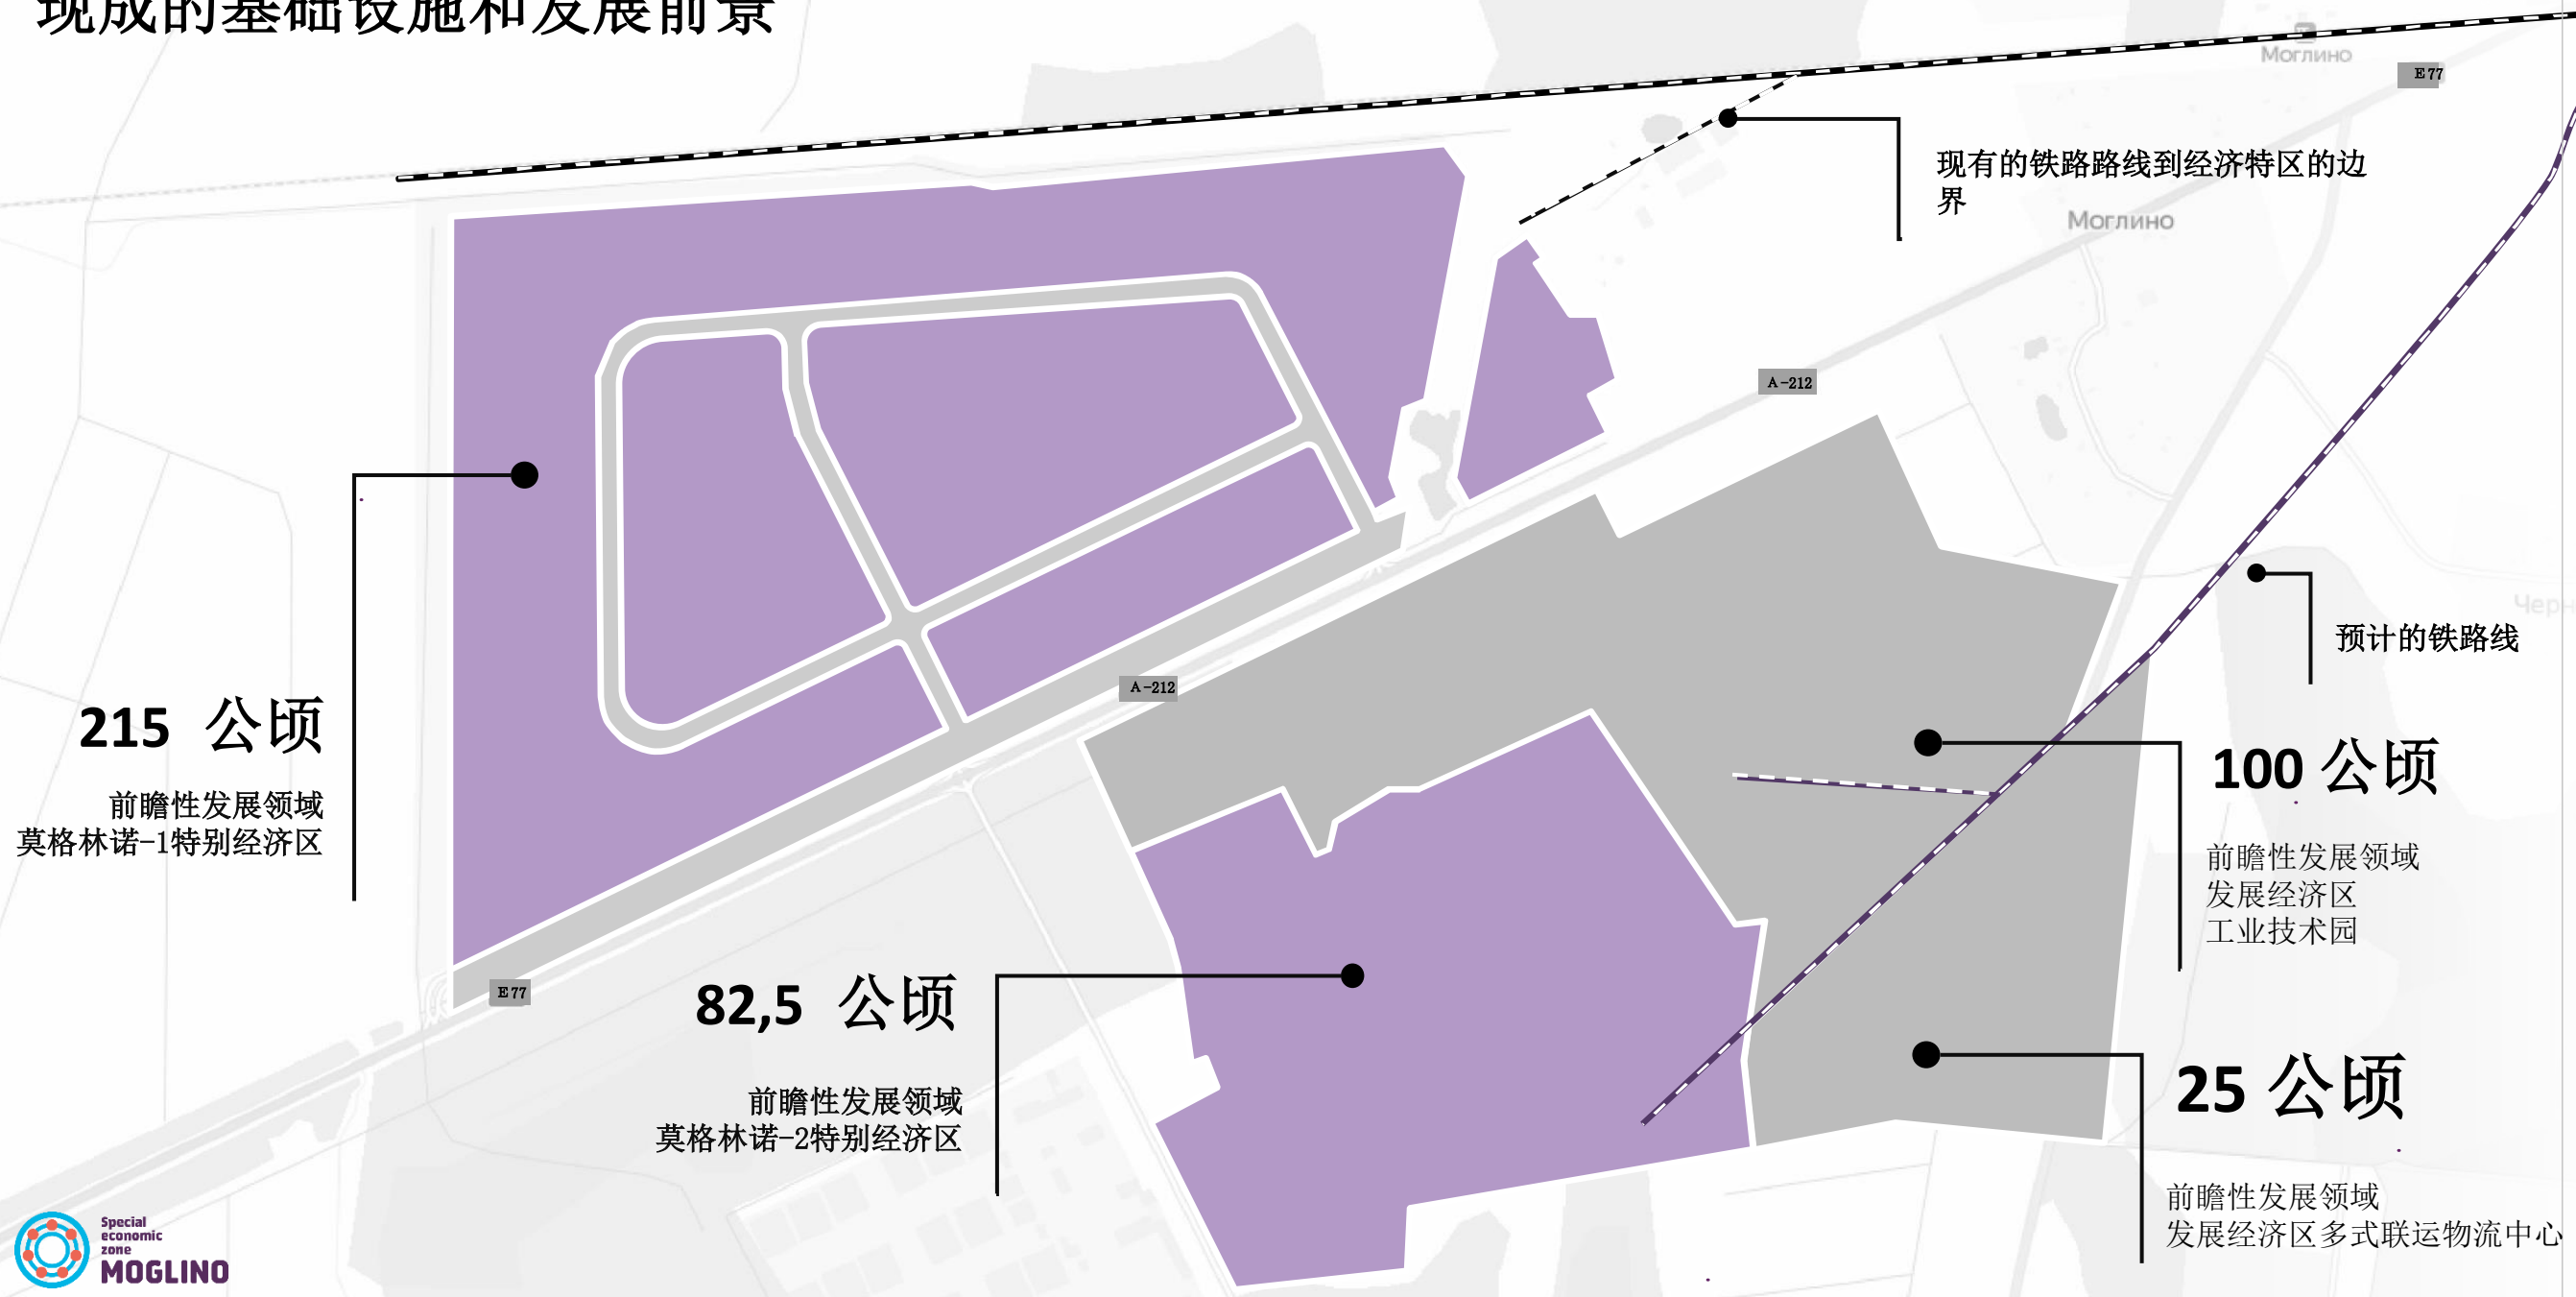 现成的基础设施和发展前景
Моглино
E 77
现有的铁路路线到经济特区的边
界
Моглино
A-212
Черн
预计的铁路线
A-212
215 公顷
前瞻性发展领域
莫格林诺-1特别经济区
100 公顷
前瞻性发展领域
发展经济区
工业技术园
E 77
82,5 公顷
前瞻性发展领域
莫格林诺-2特别经济区
25 公顷
前瞻性发展领域
发展经济区多式联运物流中心
Special
economic
zone
MOGLINO